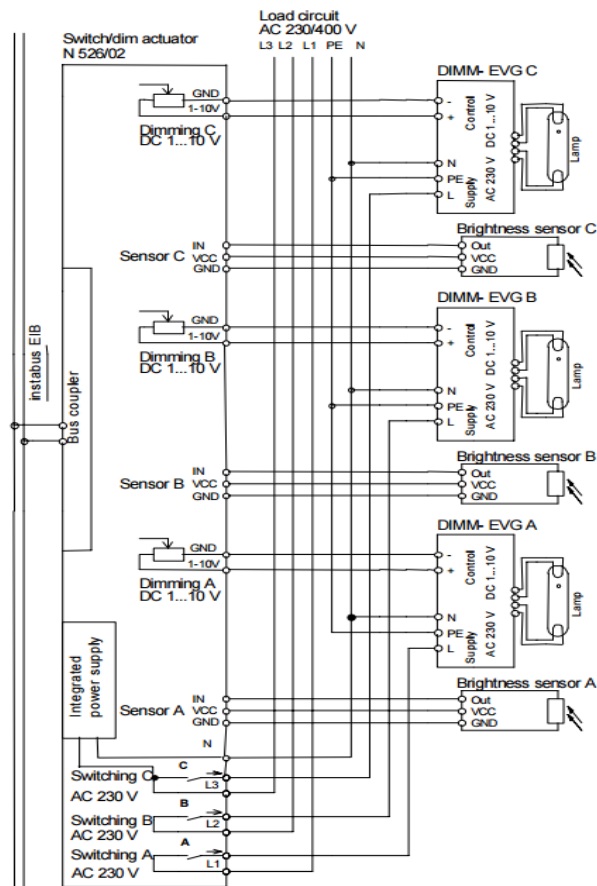 Load circuit
AC 230/400 V
L3 L2 L1 PE N
Switch/dim actuator
N 526/02
DIMM- EVG C
GND
1-10V
Dimming C
DC 1...10 V
-
+
Control
DC 1...10 V
N
PE
L
Supply
AC 230 V
Lamp
Brightness sensor C
Sensor C
IN
VCC
GND
Out
VCC
GND
DIMM- EVG B
GND
1-10V
Dimming B
DC 1...10 V
-
+
Control
DC 1...10 V
N
PE
L
Supply
AC 230 V
Lamp
instabus EIB
Bus coupler
Brightness sensor B
Sensor B
IN
VCC
GND
Out
VCC
GND
DIMM- EVG A
GND
1-10V
Dimming A
DC 1...10 V
-
+
Control
DC 1...10 V
N
PE
L
Supply
AC 230 V
Lamp
Integrated
power supply
Brightness sensor A
Sensor A
IN
VCC
GND
Out
VCC
GND
N
Switching C
AC 230 V
C
L3
Switching B
AC 230 V
B
L2
Switching A
AC 230 V
A
L1